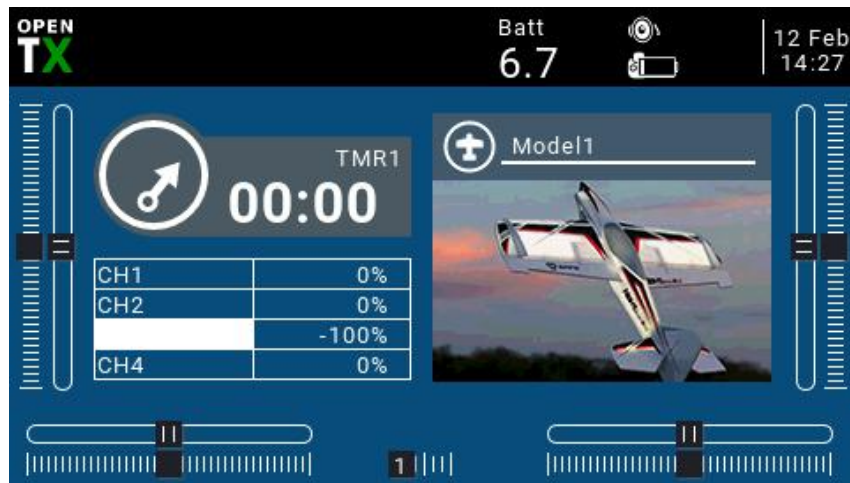 OPEN
TX
Batt
6.7
12 Feb
14:27
TMR1
00:00
Model1
CH1 0%
CH2 0%
-100%
CH4 0%
1